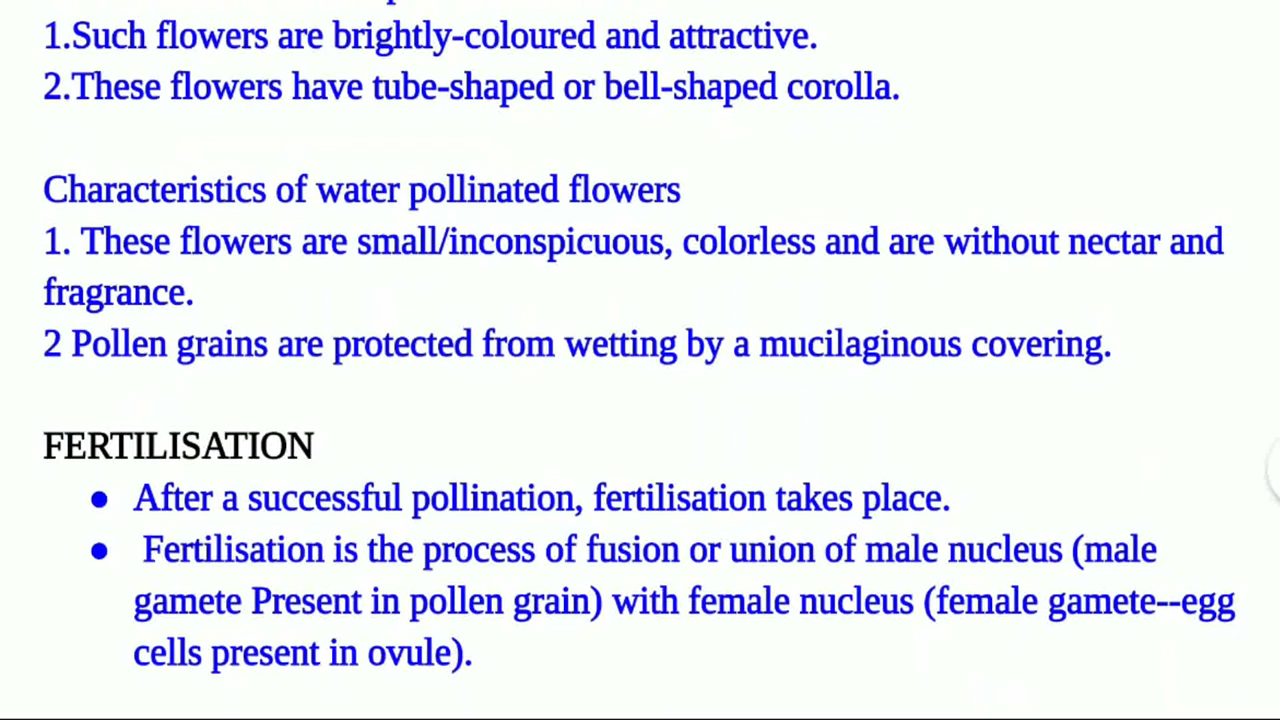 1.Such flowers are brightly-coloured and attractive.
2.These flowers have tube-shaped or bell-shaped corolla.
Characteristics of water pollinated flowers
1. These flowers are small/inconspicuous, colorless and are without nectar and
fragrance.
2 Pollen grains are protected from wetting by a mucilaginous covering.
FERTILISATION
● After a successful pollination, fertilisation takes place.
● Fertilisation is the process of fusion or union of male nucleus (male
gamete Present in pollen grain) with female nucleus (female gamete--egg
cells present in ovule).